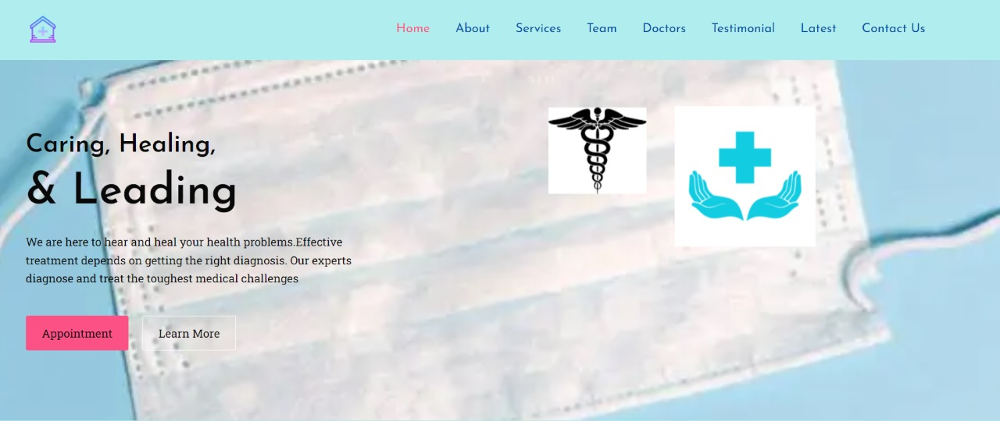 Home About Services Team Doctors Testimonial Latest Contact Us
Caring, Healing,
& Leading
We are here to hear and heal your health problems.Effective
treatment depends on getting the right diagnosis. Our experts
diagnose and treat the toughest medical challenges
Appointment Learn More